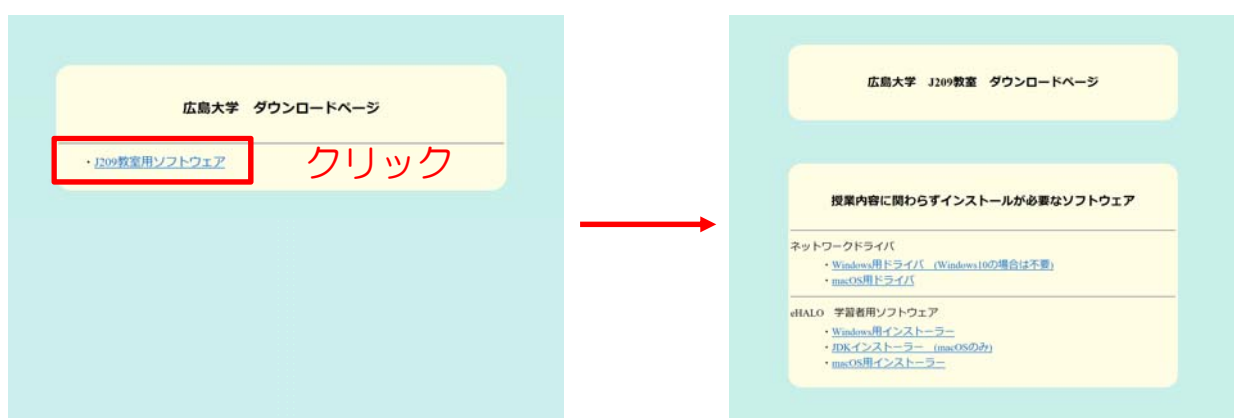 広島大学　ダウンロードページ
・J209教室用ソフトウェア
クリック
広島大学　J209教室　ダウンロードページ
授業内容に関わらずインストールが必要なソフトウェア
ネットワークドライバ
・Windows用ドライバ　(Windows10の場合は不要)
・macOS用ドライバ
eHALO　学習者用ソフトウェア
・Windows用インストーラー
・JDKインストーラー　(macOSのみ)
・macOS用インストーラー